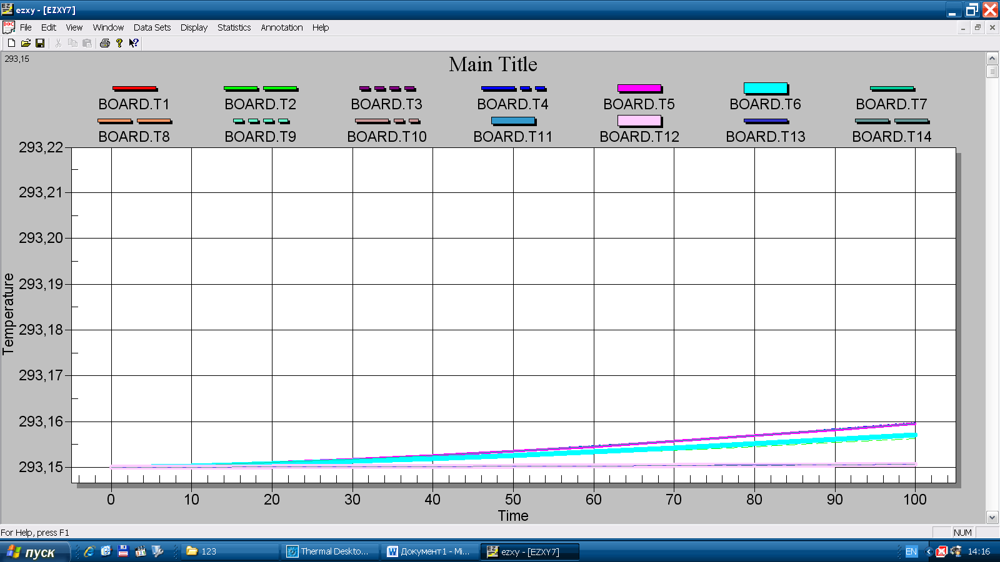 ezxy - [EZXY7]
File Edit View Window Data Sets Display Statistics Annotation Help
293,15
Main Title
BOARD.T1 BOARD.T2 BOARD.T3 BOARD.T4 BOARD.T5 BOARD.T6 BOARD.T7
BOARD.T8 BOARD.T9 BOARD.T10 BOARD.T11 BOARD.T12 BOARD.T13 BOARD.T14
293,22
293,21
293,20
293,19
293,18
293,17
293,16
293,15
Temperature
0 10 20 30 40 50 60 70 80 90 100
Time
For Help, press F1 NUM
пуск 123 Thermal Deskto... Документ1 - Mi... ezxy - [EZXY7] EN 14:16